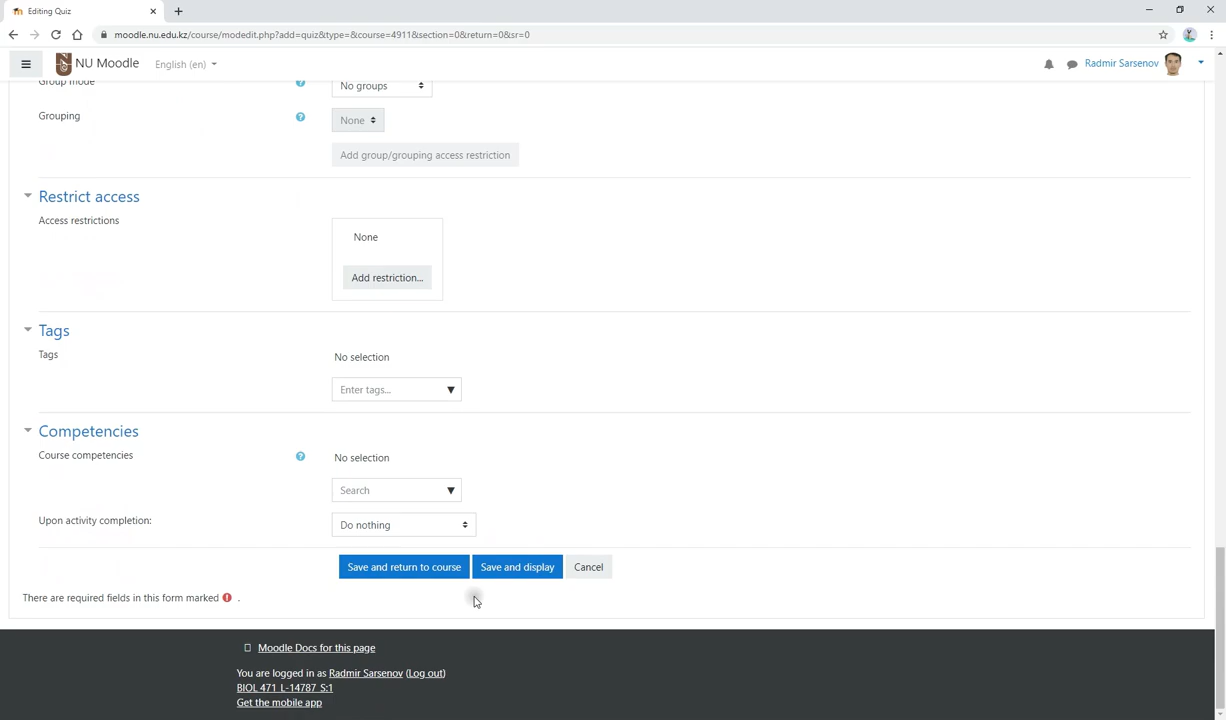 Editing Quiz
moodle.nu.edu.kz/course/modedit.php?add=quiz&type=&course=4911&section=0&return=0&sr=0
NU Moodle English (en) Radmir Sarsenov
Group mode No groups
Grouping None
Add group/grouping access restriction
Restrict access
Access restrictions
None
Add restriction...
Tags
Tags No selection
Enter tags...
Competencies
Course competencies No selection
Search
Upon activity completion: Do nothing
Save and return to course Save and display Cancel
There are required fields in this form marked .
Moodle Docs for this page
You are logged in as Radmir Sarsenov (Log out)
BIOL 471_L-14787_S:1
Get the mobile app